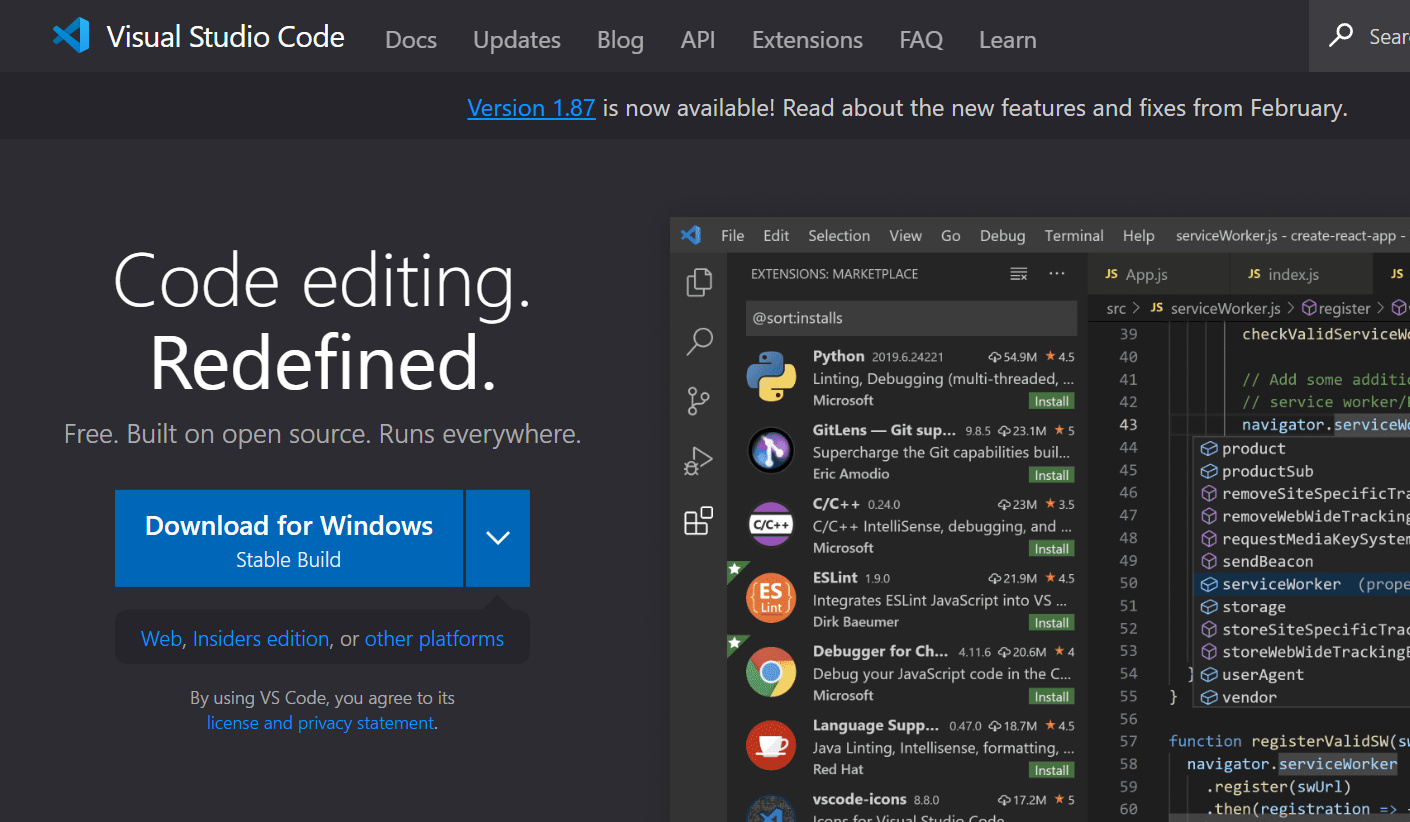 Visual Studio Code
Docs
Updates
Blog
API
Extensions
FAQ
Learn
Version 1.87 is now available! Read about the new features and fixes from February.
Code editing.
Redefined.
Free. Built on open source. Runs everywhere.
Download for Windows
Stable Build
Web, Insiders edition, or other platforms
By using VS Code, you agree to its
license and privacy statement.
File Edit Selection View Go Debug Terminal Help serviceWorker.js - create-react-app -
EXTENSIONS: MARKETPLACE
@sort:installs
Python 2019.6.24221 54.9M ★ 4.5
Linting, Debugging (multi-threaded, ...
Microsoft Install
GitLens — Git sup... 9.8.5 23.1M ★ 5
Supercharge the Git capabilities buil...
Eric Amodio Install
C/C++ 0.24.0 23M ★ 3.5
C/C++
C/C++ IntelliSense, debugging, and ...
Microsoft Install
ESLint 1.9.0 21.9M ★ 4.5
{ES
Lint}
Integrates ESLint JavaScript into VS ...
Dirk Baeumer Install
Debugger for Ch... 4.11.6 20.6M ★ 4
Debug your JavaScript code in the C...
Microsoft Install
Language Supp... 0.47.0 18.7M ★ 4.5
Java Linting, Intellisense, formatting, ...
Red Hat Install
vscode-icons 8.8.0 17.2M ★ 5
Icons for Visual Studio Code
JS App.js
JS index.js
JS
src > JS serviceWorker.js > register >
39 checkValidServiceWo
40
41 // Add some additio
42 // service worker/
43 navigator.serviceWo
44 product
45 productSub
46 removeSiteSpecificTra
47 removeWebWideTracking
48 requestMediaKeySystem
49 sendBeacon
50 serviceWorker (prope
51 storage
52 storeSiteSpecificTrac
53 storeWebWideTracking
54 } userAgent
55 } vendor
56
57 function registerValidSW(sw
58 navigator.serviceWorker
59 .register(swUrl)
60 .then(registration =>